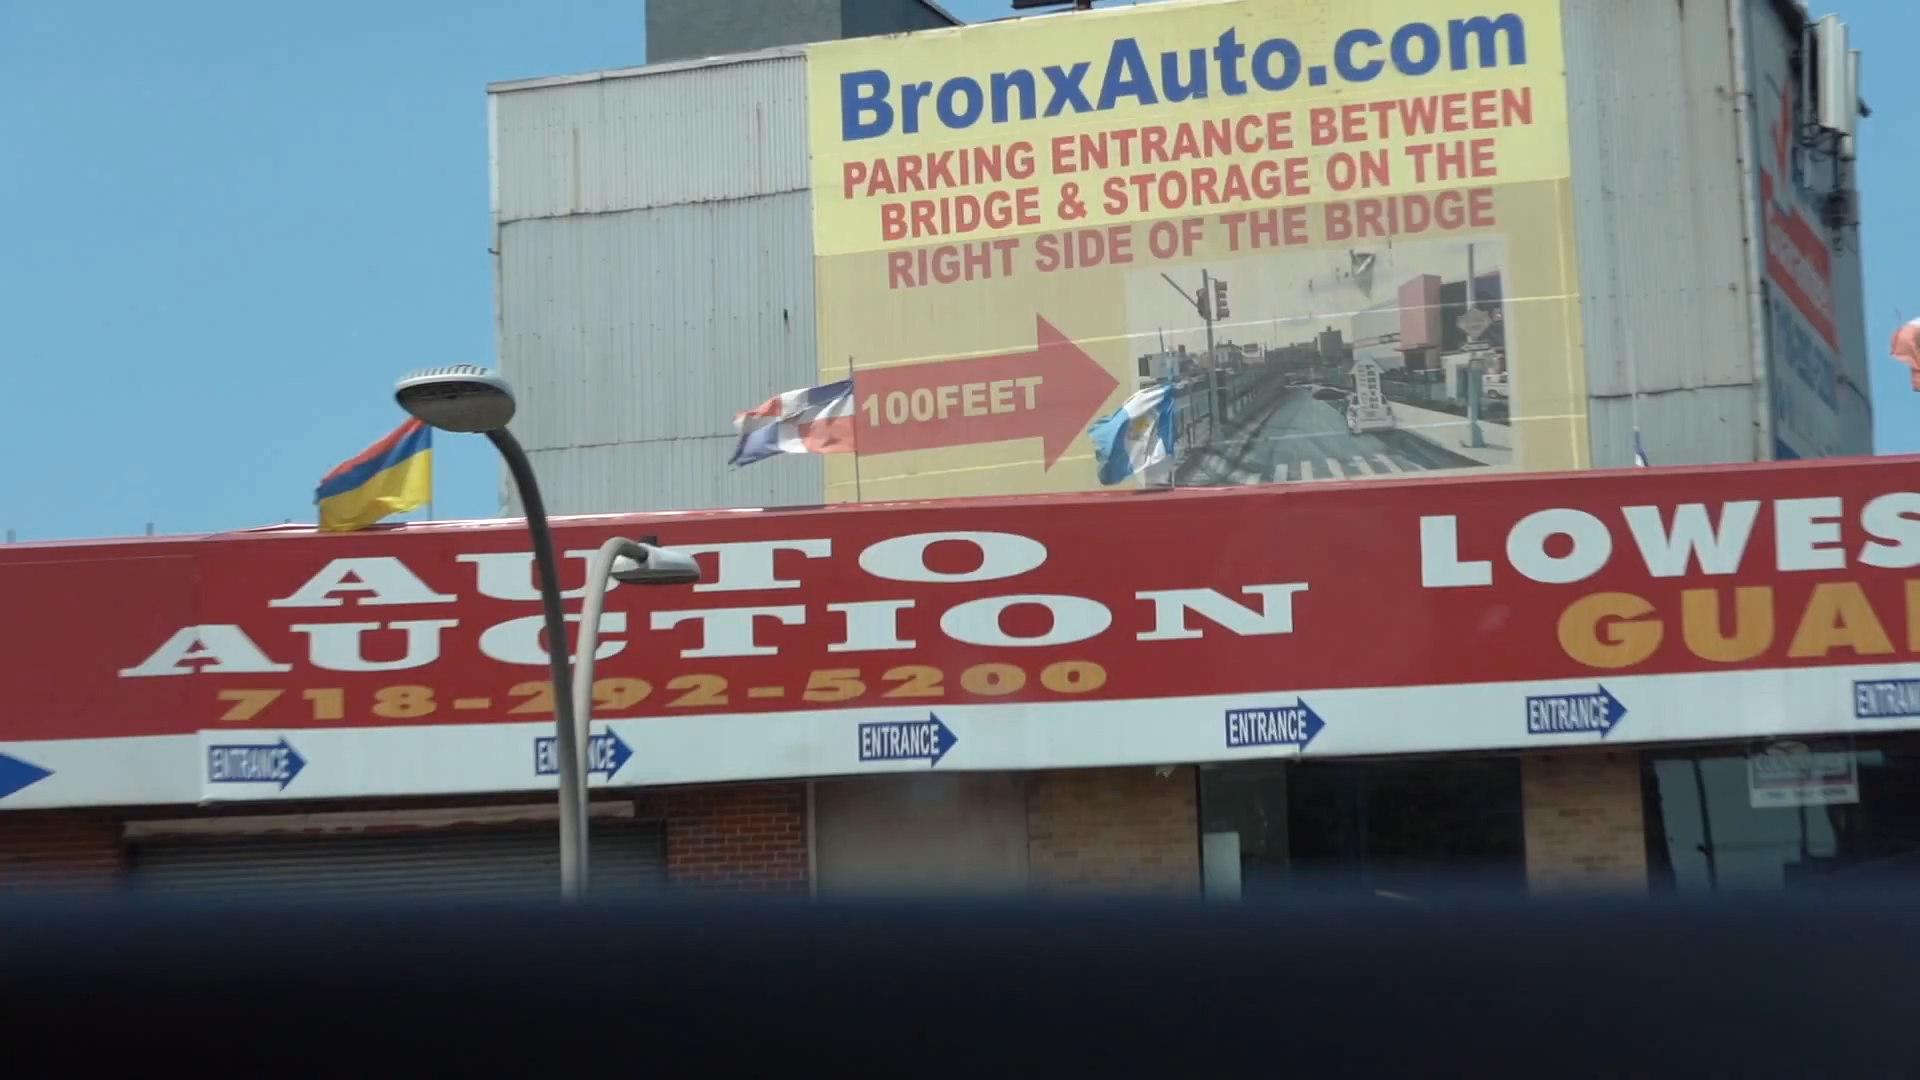 BronxAuto.com
PARKING ENTRANCE BETWEEN
BRIDGE & STORAGE ON THE
RIGHT SIDE OF THE BRIDGE
100FEET
AUTO
AUCTION
718-292-5200
LOWES
GUA
ENTRANCE
ENTRANCE
ENTRANCE
ENTRANCE
ENTRANCE
ENTRAN